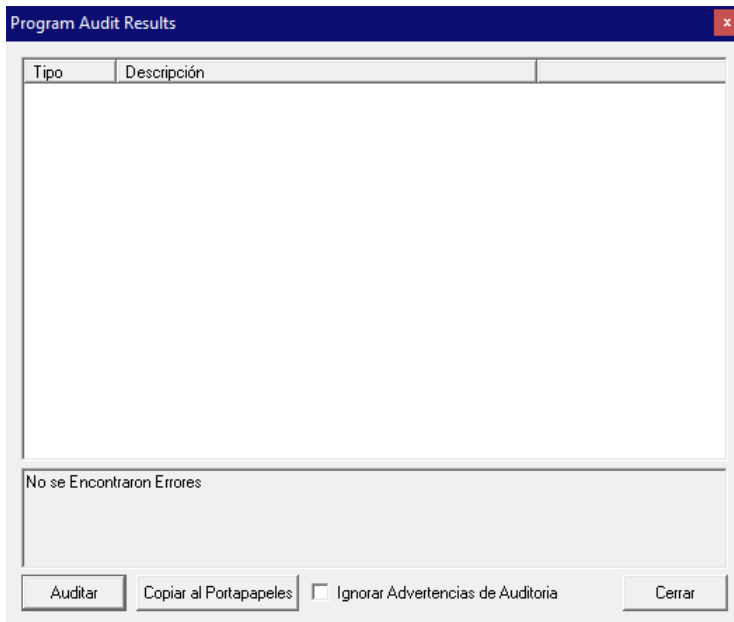 Program Audit Results
x
Tipo Descripción
No se Encontraron Errores
Auditar Copiar al Portapapeles Ignorar Advertencias de Auditoria Cerrar